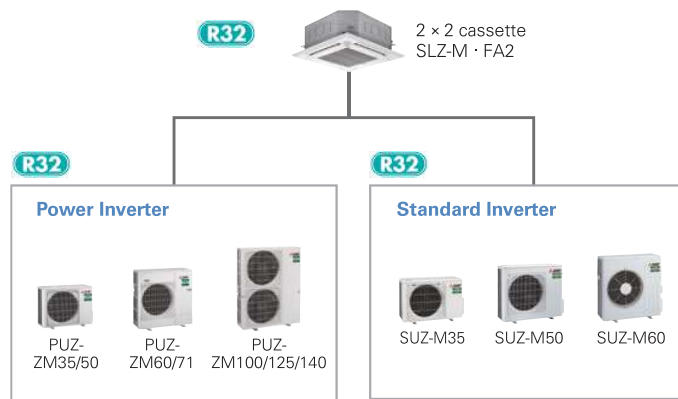 R32
2 × 2 cassette
SLZ-M · FA2
R32
R32
Power Inverter
Standard Inverter
PUZ-
ZM35/50
PUZ-
ZM60/71
PUZ-
ZM100/125/140
SUZ-M35
SUZ-M50
SUZ-M60